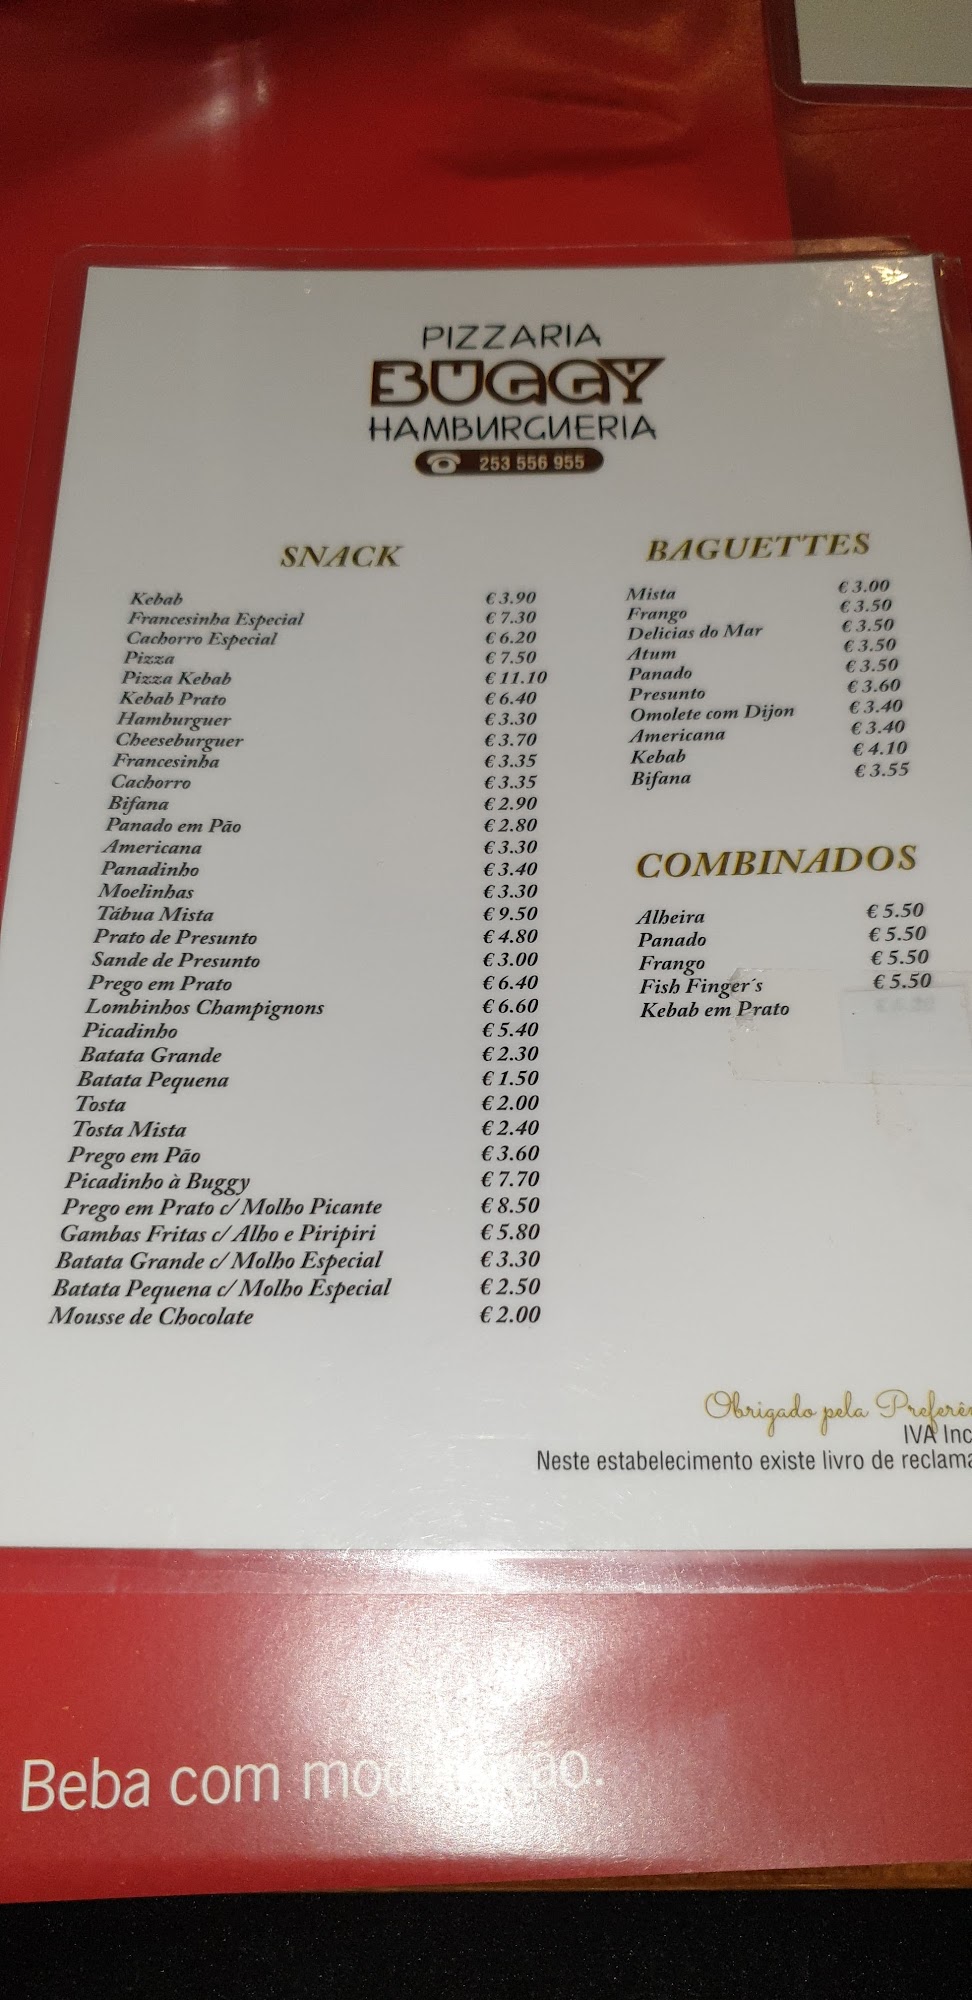 PIZZARIA
BUGGY
HAMBURGUERIA
253 556 955
SNACK
Kebab € 3.90
Francesinha Especial € 7.30
Cachorro Especial € 6.20
Pizza € 7.50
Pizza Kebab € 11.10
Kebab Prato € 6.40
Hamburguer € 3.30
Cheeseburguer € 3.70
Francesinha € 3.35
Cachorro € 3.35
Bifana € 2.90
Panado em Pão € 2.80
Americana € 3.30
Panadinho € 3.40
Moelinhas € 3.30
Tábua Mista € 9.50
Prato de Presunto € 4.80
Sande de Presunto € 3.00
Prego em Prato € 6.40
Lombinhos Champignons € 6.60
Picadinho € 5.40
Batata Grande € 2.30
Batata Pequena € 1.50
Tosta € 2.00
Tosta Mista € 2.40
Prego em Pão € 3.60
Picadinho à Buggy € 7.70
Prego em Prato c/ Molho Picante € 8.50
Gambas Fritas c/ Alho e Piripiri € 5.80
Batata Grande c/ Molho Especial € 3.30
Batata Pequena c/ Molho Especial € 2.50
Mousse de Chocolate € 2.00
BAGUETTES
Mista € 3.00
Frango € 3.50
Delicias do Mar € 3.50
Atum € 3.50
Panado € 3.50
Presunto € 3.60
Omolete com Dijon € 3.40
Americana € 3.40
Kebab € 4.10
Bifana € 3.55
COMBINADOS
Alheira € 5.50
Panado € 5.50
Frango € 5.50
Fish Finger´s € 5.50
Kebab em Prato
Obrigado pela
IVA
Neste estabelecimento existe livro de
Beba com